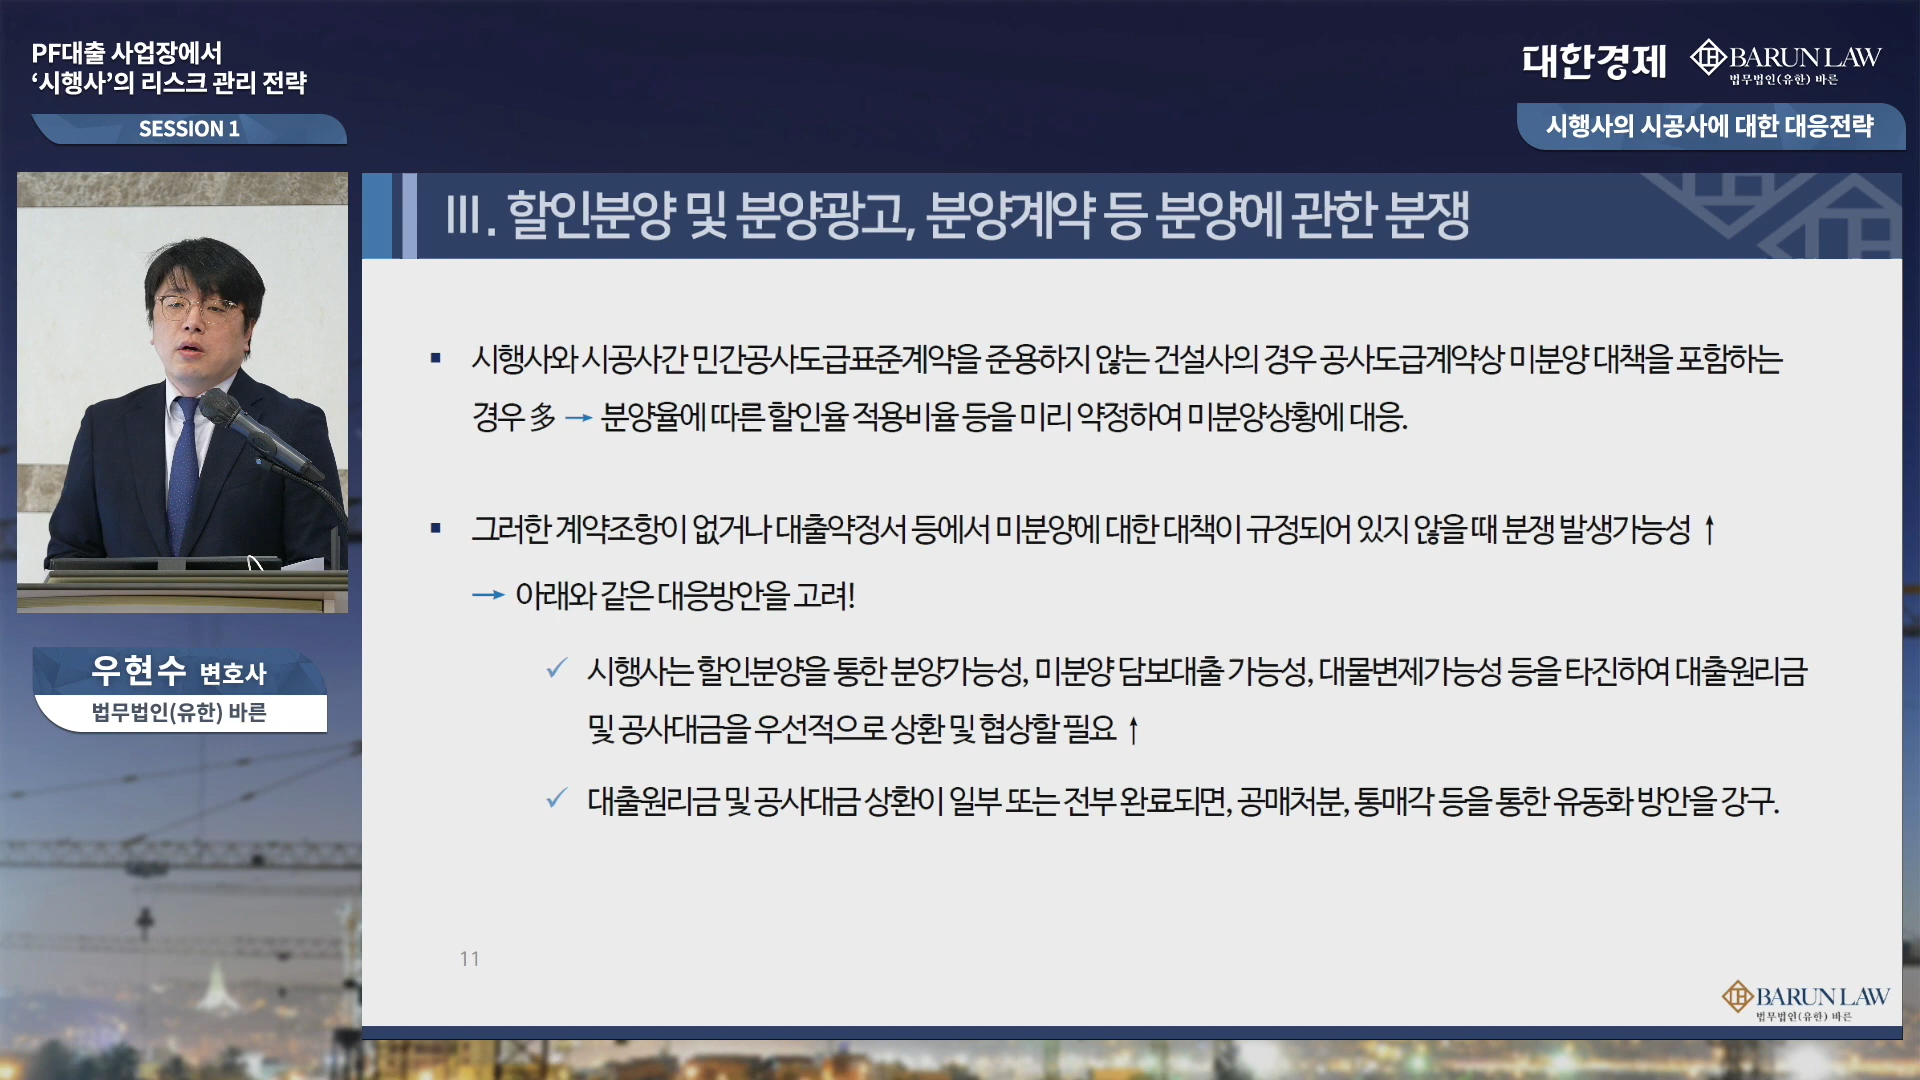 PF대출 사업장에서
‘시행사’의 리스크 관리 전략
SESSION 1
대한경제
BARUN LAW
법무법인(유한) 바른
시행사의 시공사에 대한 대응전략
우현수 변호사
법무법인(유한) 바른
Ⅲ. 할인분양 및 분양광고, 분양계약 등 분양에 관한 분쟁
▪ 시행사와 시공사간 민간공사도급표준계약을 준용하지 않는 건설사의 경우 공사도급계약상 미분양 대책을 포함하는
경우 多 → 분양율에 따른 할인율 적용비율 등을 미리 약정하여 미분양상황에 대응.
▪ 그러한 계약조항이 없거나 대출약정서 등에서 미분양에 대한 대책이 규정되어 있지 않을 때 분쟁 발생가능성 ↑
→ 아래와 같은 대응방안을 고려!
✓ 시행사는 할인분양을 통한 분양가능성, 미분양 담보대출 가능성, 대물변제가능성 등을 타진하여 대출원리금
및 공사대금을 우선적으로 상환 및 협상할 필요 ↑
✓ 대출원리금 및 공사대금 상환이 일부 또는 전부 완료되면, 공매처분, 통매각 등을 통한 유동화 방안을 강구.
11
BARUN LAW
법무법인(유한) 바른